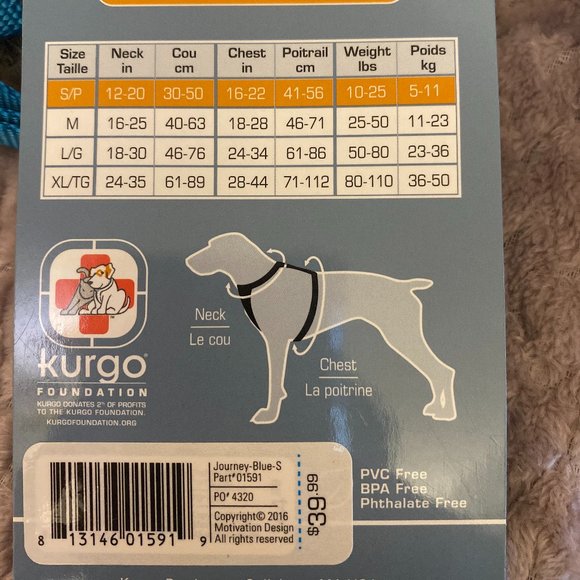 Size Neck Cou Chest Poitrail Weight Poids
Taille in cm in cm lbs kg
S/P 12-20 30-50 16-22 41-56 10-25 5-11
M 16-25 40-63 18-28 46-71 25-50 11-23
L/G 18-30 46-76 24-34 61-86 50-80 23-36
XL/TG 24-35 61-89 28-44 71-112 80-110 36-50
Neck
Le cou
Chest
La poitrine
kurgo®
FOUNDATION
KURGO DONATES 2% OF PROFITS
TO THE KURGO FOUNDATION.
KURGOFOUNDATION.ORG
Journey-Blue-S
Part#01591
PO# 4320
Copyright© 2016
Motivation Design
All rights reserved
$39.99
8 13146 01591 9
PVC Free
BPA Free
Phthalate Free